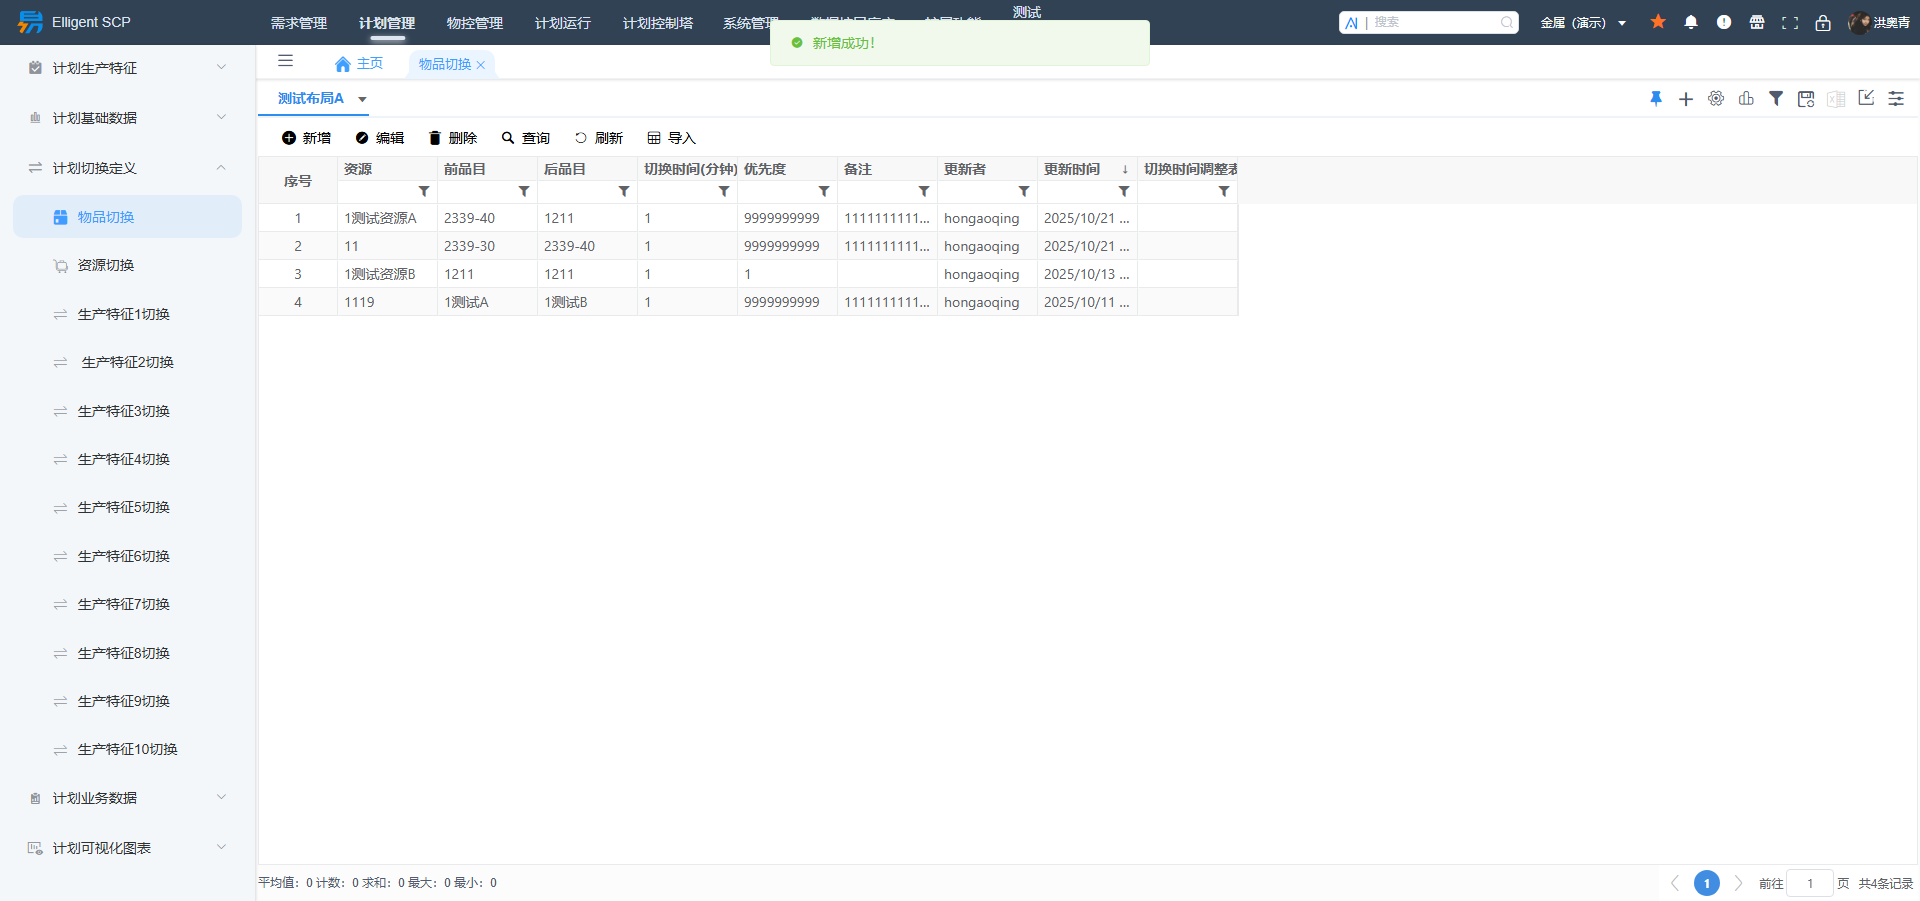 Elligent SCP
需求管理 计划管理 物控管理 计划运行 计划控制塔 系统管理 测试
搜索
金属（演示）
洪奥青
新增成功！
计划生产特征
计划基础数据
计划切换定义
物品切换
资源切换
生产特征1切换
生产特征2切换
生产特征3切换
生产特征4切换
生产特征5切换
生产特征6切换
生产特征7切换
生产特征8切换
生产特征9切换
生产特征10切换
计划业务数据
计划可视化图表
主页 物品切换
测试布局A
新增 编辑 删除 查询 刷新 导入
序号 资源 前品目 后品目 切换时间(分钟) 优先度 备注 更新者 更新时间 ↓ 切换时间调整表
1 1测试资源A 2339-40 1211 1 9999999999 1111111111... hongaoqing 2025/10/21 ...
2 11 2339-30 2339-40 1 9999999999 1111111111... hongaoqing 2025/10/21 ...
3 1测试资源B 1211 1211 1 1 hongaoqing 2025/10/13 ...
4 1119 1测试A 1测试B 1 9999999999 1111111111... hongaoqing 2025/10/11 ...
平均值：0 计数：0 求和：0 最大：0 最小：0
1 前往 1 页 共4条记录